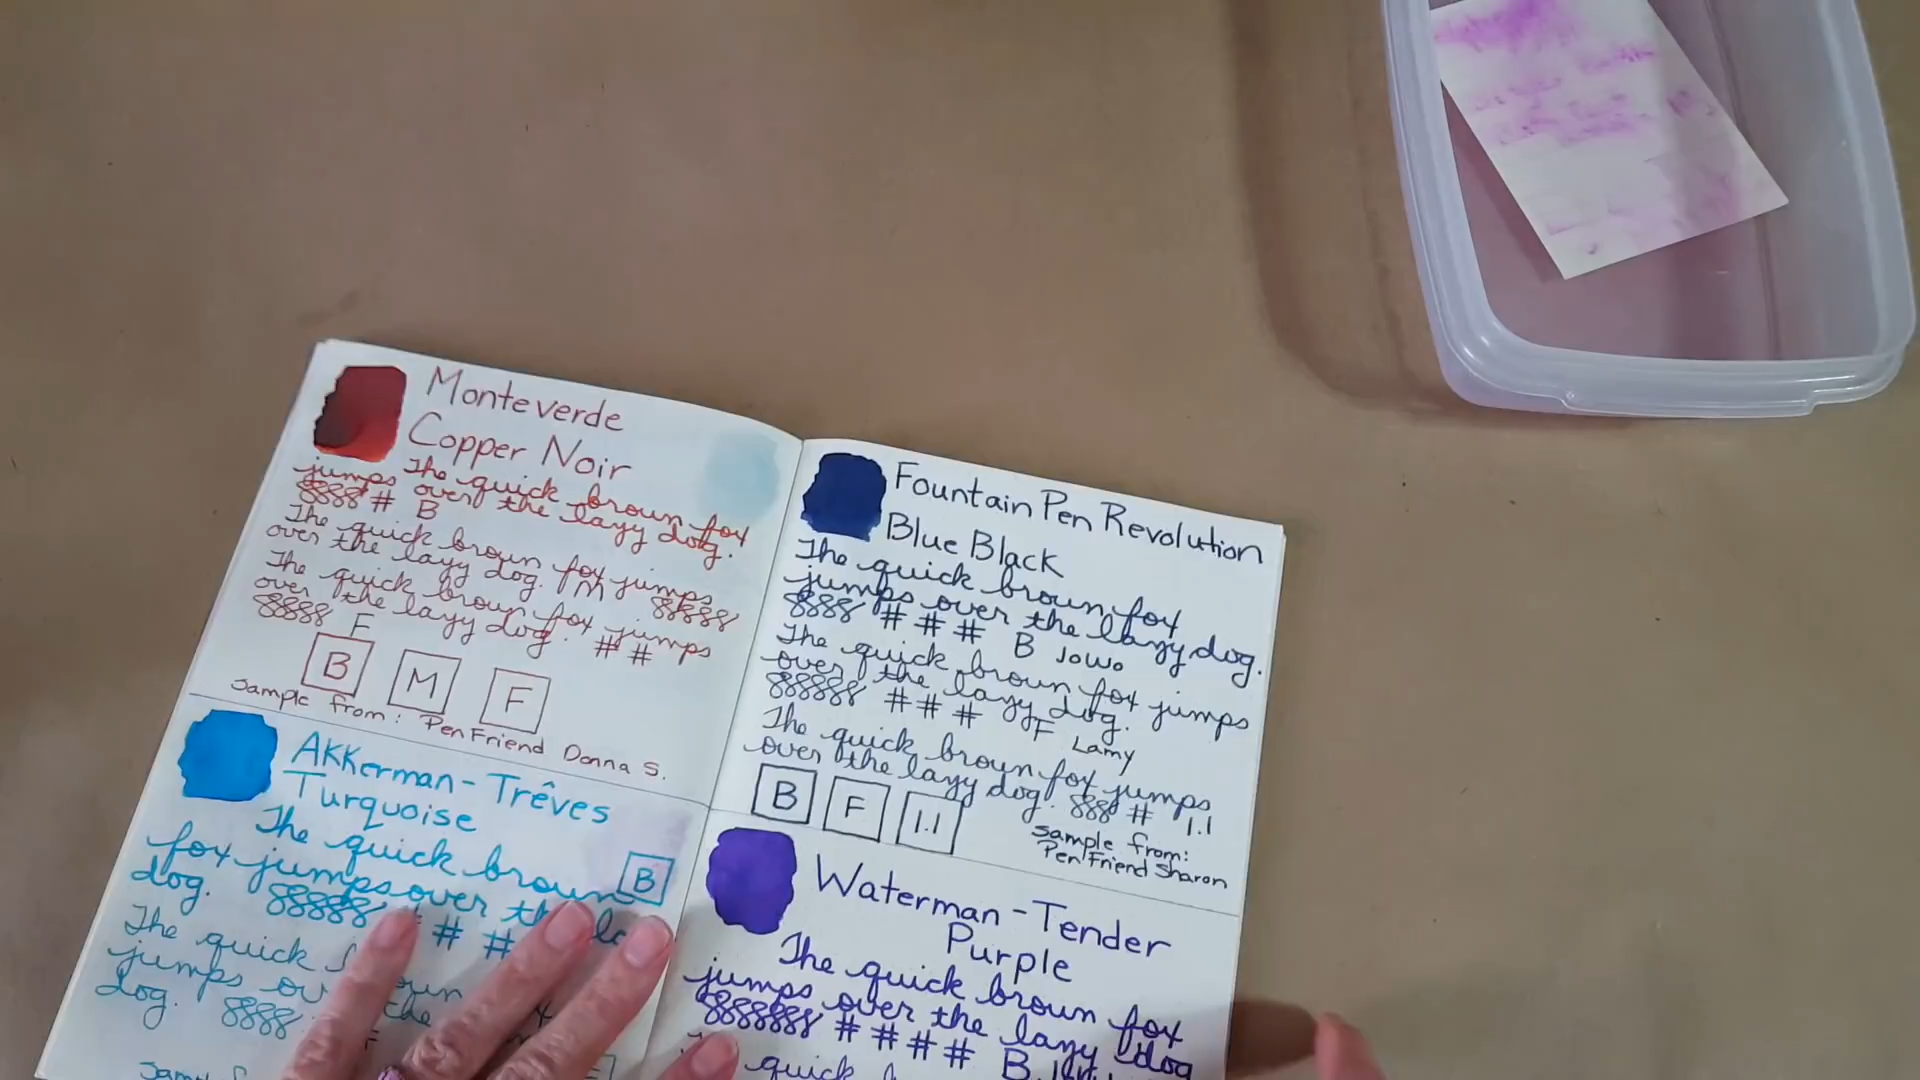 Monteverde
Copper Noir
The quick brown fox
jumps over the lazy dog.
8888 # B
The quick brown fox jumps
over the lazy dog. M 88888
The quick brown fox jumps
over the lazy dog. # #
8888 F
B M F
Sample from: PenFriend Donna S.
AKKerman-Trêves
Turquoise
The quick brown
fox jumps over the
dog. 88888 # # B
The quick
jumps the
dog. 8888
Fountain Pen Revolution
Blue Black
The quick brown fox
jumps over the lazy dog.
8888 # # # B Jowo
The quick brown fox jumps
over the lazy dog.
888888 # # # F Lamy
The quick brown fox jumps
over the lazy dog. 888 # 1.1
B F 1.1
Sample from:
PenFriend Sharon
Waterman-Tender
Purple
The quick brown fox
jumps over the lazy dog
88888888 # # # # B
quick